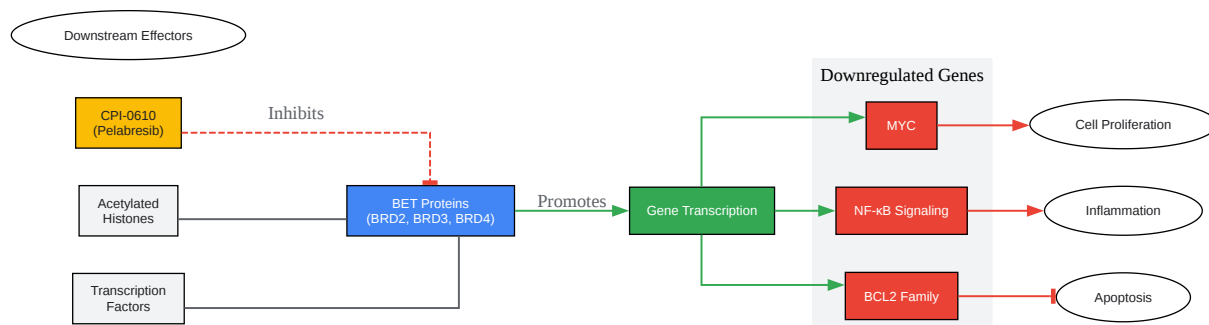 Downstream Effectors
Downregulated Genes
CPI-0610
(Pelabresib)
Inhibits
MYC
Cell Proliferation
Acetylated
Histones
BET Proteins
(BRD2, BRD3, BRD4)
Promotes
Gene Transcription
NF-κB Signaling
Inflammation
Transcription
Factors
BCL2 Family
Apoptosis